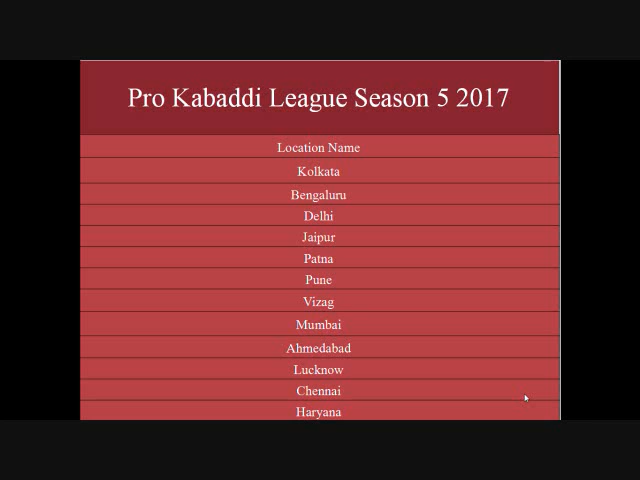 Pro Kabaddi League Season 5 2017
Location Name
Kolkata
Bengaluru
Delhi
Jaipur
Patna
Pune
Vizag
Mumbai
Ahmedabad
Lucknow
Chennai
Haryana